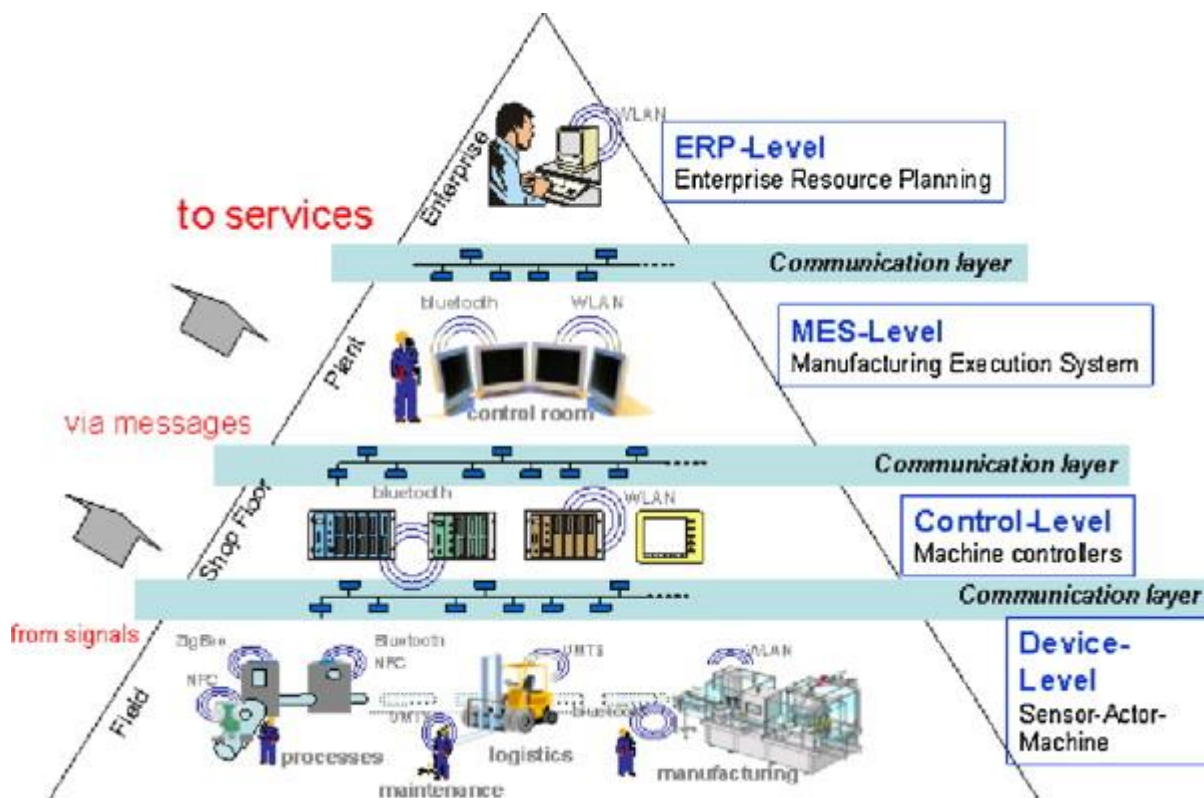 WLAN
Enterprise
ERP-Level
Enterprise Resource Planning
to services
Communication layer
bluetooth
WLAN
Plant
MES-Level
Manufacturing Execution System
control room
via messages
Communication layer
bluetooth
WLAN
Shop Floor
Control-Level
Machine controllers
Communication layer
from signals
ZigBee
Bluetooth
NFC
NFC
UMTS
WLAN
Device-
Level
Sensor-Actor-
Machine
Field
UMTS
bluetooth
processes
logistics
manufacturing
maintenance